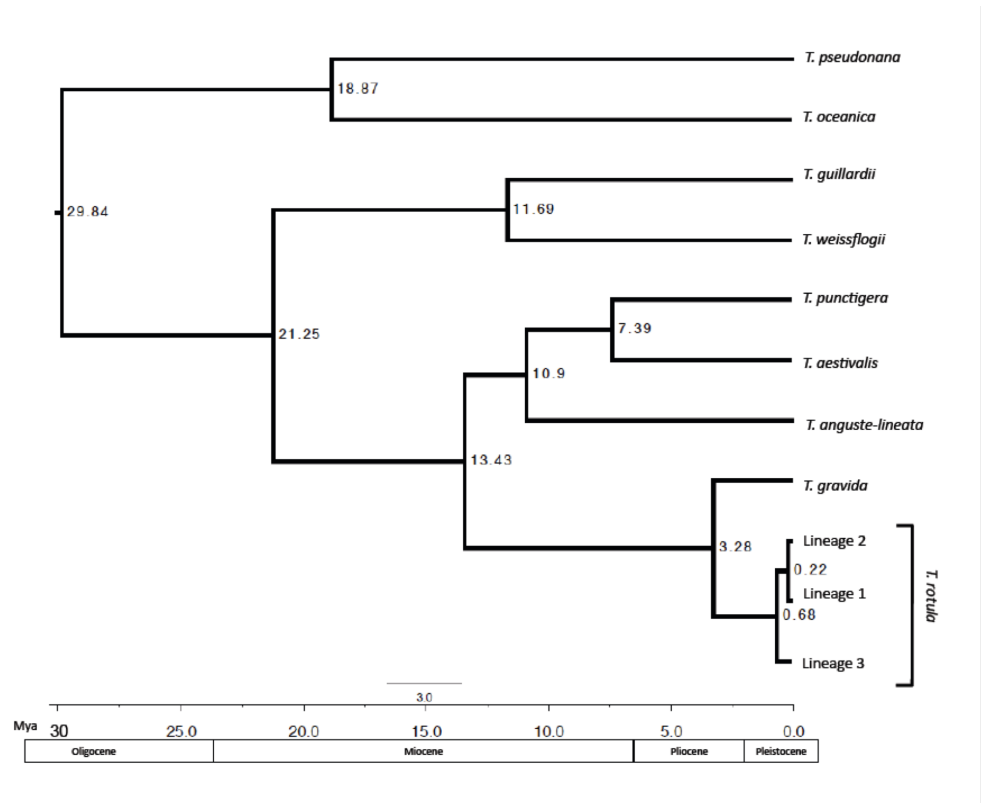 T. pseudonana
18.87
T. oceanica
T. guillardii
29.84
11.69
T. weissflogii
T. punctigera
7.39
21.25
T. aestivalis
10.9
T. anguste-lineata
13.43
T. gravida
Lineage 2
3.28
0.22
Lineage 1
T. rotula
0.68
Lineage 3
3.0
Mya 30 25.0 20.0 15.0 10.0 5.0 0.0
Oligocene Miocene Pliocene Pleistocene